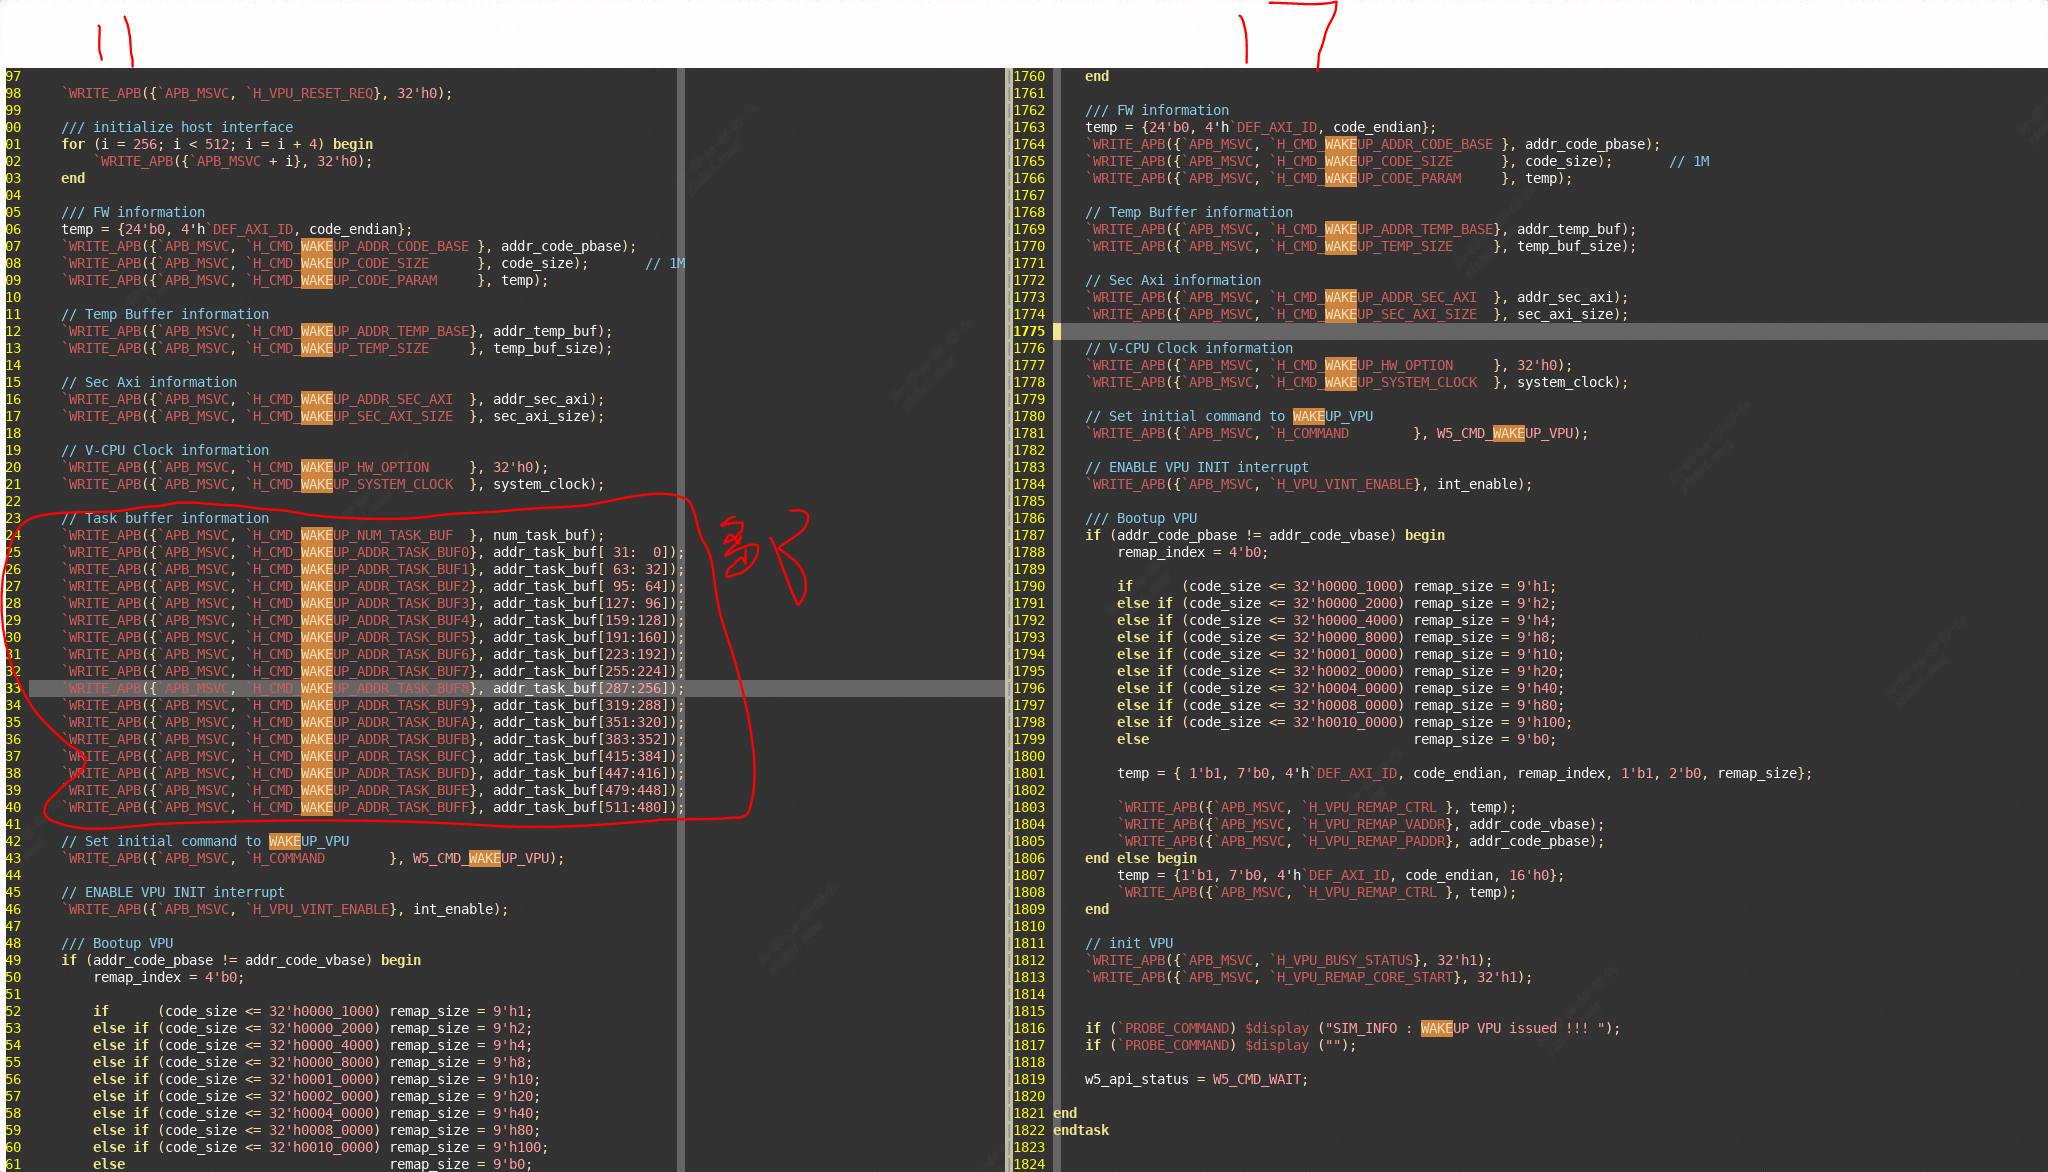 11
97
98     `WRITE_APB({`APB_MSVC, `H_VPU_RESET_REQ}, 32'h0);
99
00     /// initialize host interface
01     for (i = 256; i < 512; i = i + 4) begin
02         `WRITE_APB({`APB_MSVC + i}, 32'h0);
03     end
04
05     /// FW information
06     temp = {24'b0, 4'h`DEF_AXI_ID, code_endian};
07     `WRITE_APB({`APB_MSVC, `H_CMD_WAKEUP_ADDR_CODE_BASE }, addr_code_pbase);
08     `WRITE_APB({`APB_MSVC, `H_CMD_WAKEUP_CODE_SIZE      }, code_size);       // 1M
09     `WRITE_APB({`APB_MSVC, `H_CMD_WAKEUP_CODE_PARAM     }, temp);
10
11     // Temp Buffer information
12     `WRITE_APB({`APB_MSVC, `H_CMD_WAKEUP_ADDR_TEMP_BASE}, addr_temp_buf);
13     `WRITE_APB({`APB_MSVC, `H_CMD_WAKEUP_TEMP_SIZE     }, temp_buf_size);
14
15     // Sec Axi information
16     `WRITE_APB({`APB_MSVC, `H_CMD_WAKEUP_ADDR_SEC_AXI  }, addr_sec_axi);
17     `WRITE_APB({`APB_MSVC, `H_CMD_WAKEUP_SEC_AXI_SIZE  }, sec_axi_size);
18
19     // V-CPU Clock information
20     `WRITE_APB({`APB_MSVC, `H_CMD_WAKEUP_HW_OPTION     }, 32'h0);
21     `WRITE_APB({`APB_MSVC, `H_CMD_WAKEUP_SYSTEM_CLOCK  }, system_clock);
22
23     // Task buffer information
24     `WRITE_APB({`APB_MSVC, `H_CMD_WAKEUP_NUM_TASK_BUF  }, num_task_buf);
25     `WRITE_APB({`APB_MSVC, `H_CMD_WAKEUP_ADDR_TASK_BUF0}, addr_task_buf[ 31:  0]);
26     `WRITE_APB({`APB_MSVC, `H_CMD_WAKEUP_ADDR_TASK_BUF1}, addr_task_buf[ 63: 32]);
27     `WRITE_APB({`APB_MSVC, `H_CMD_WAKEUP_ADDR_TASK_BUF2}, addr_task_buf[ 95: 64]);
28     `WRITE_APB({`APB_MSVC, `H_CMD_WAKEUP_ADDR_TASK_BUF3}, addr_task_buf[127: 96]);
29     `WRITE_APB({`APB_MSVC, `H_CMD_WAKEUP_ADDR_TASK_BUF4}, addr_task_buf[159:128]);
30     `WRITE_APB({`APB_MSVC, `H_CMD_WAKEUP_ADDR_TASK_BUF5}, addr_task_buf[191:160]);
31     `WRITE_APB({`APB_MSVC, `H_CMD_WAKEUP_ADDR_TASK_BUF6}, addr_task_buf[223:192]);
32     `WRITE_APB({`APB_MSVC, `H_CMD_WAKEUP_ADDR_TASK_BUF7}, addr_task_buf[255:224]);
33     `WRITE_APB({`APB_MSVC, `H_CMD_WAKEUP_ADDR_TASK_BUF8}, addr_task_buf[287:256]);
34     `WRITE_APB({`APB_MSVC, `H_CMD_WAKEUP_ADDR_TASK_BUF9}, addr_task_buf[319:288]);
35     `WRITE_APB({`APB_MSVC, `H_CMD_WAKEUP_ADDR_TASK_BUFA}, addr_task_buf[351:320]);
36     `WRITE_APB({`APB_MSVC, `H_CMD_WAKEUP_ADDR_TASK_BUFB}, addr_task_buf[383:352]);
37     `WRITE_APB({`APB_MSVC, `H_CMD_WAKEUP_ADDR_TASK_BUFC}, addr_task_buf[415:384]);
38     `WRITE_APB({`APB_MSVC, `H_CMD_WAKEUP_ADDR_TASK_BUFD}, addr_task_buf[447:416]);
39     `WRITE_APB({`APB_MSVC, `H_CMD_WAKEUP_ADDR_TASK_BUFE}, addr_task_buf[479:448]);
40     `WRITE_APB({`APB_MSVC, `H_CMD_WAKEUP_ADDR_TASK_BUFF}, addr_task_buf[511:480]);
41
42     // Set initial command to WAKEUP_VPU
43     `WRITE_APB({`APB_MSVC, `H_COMMAND        }, W5_CMD_WAKEUP_VPU);
44
45     // ENABLE VPU INIT interrupt
46     `WRITE_APB({`APB_MSVC, `H_VPU_VINT_ENABLE}, int_enable);
47
48     /// Bootup VPU
49     if (addr_code_pbase != addr_code_vbase) begin
50         remap_index = 4'b0;
51
52         if      (code_size <= 32'h0000_1000) remap_size = 9'h1;
53         else if (code_size <= 32'h0000_2000) remap_size = 9'h2;
54         else if (code_size <= 32'h0000_4000) remap_size = 9'h4;
55         else if (code_size <= 32'h0000_8000) remap_size = 9'h8;
56         else if (code_size <= 32'h0001_0000) remap_size = 9'h10;
57         else if (code_size <= 32'h0002_0000) remap_size = 9'h20;
58         else if (code_size <= 32'h0004_0000) remap_size = 9'h40;
59         else if (code_size <= 32'h0008_0000) remap_size = 9'h80;
60         else if (code_size <= 32'h0010_0000) remap_size = 9'h100;
61         else                                 remap_size = 9'b0;
17
1760     end
1761
1762     /// FW information
1763     temp = {24'b0, 4'h`DEF_AXI_ID, code_endian};
1764     `WRITE_APB({`APB_MSVC, `H_CMD_WAKEUP_ADDR_CODE_BASE }, addr_code_pbase);
1765     `WRITE_APB({`APB_MSVC, `H_CMD_WAKEUP_CODE_SIZE      }, code_size);       // 1M
1766     `WRITE_APB({`APB_MSVC, `H_CMD_WAKEUP_CODE_PARAM     }, temp);
1767
1768     // Temp Buffer information
1769     `WRITE_APB({`APB_MSVC, `H_CMD_WAKEUP_ADDR_TEMP_BASE}, addr_temp_buf);
1770     `WRITE_APB({`APB_MSVC, `H_CMD_WAKEUP_TEMP_SIZE     }, temp_buf_size);
1771
1772     // Sec Axi information
1773     `WRITE_APB({`APB_MSVC, `H_CMD_WAKEUP_ADDR_SEC_AXI  }, addr_sec_axi);
1774     `WRITE_APB({`APB_MSVC, `H_CMD_WAKEUP_SEC_AXI_SIZE  }, sec_axi_size);
1775
1776     // V-CPU Clock information
1777     `WRITE_APB({`APB_MSVC, `H_CMD_WAKEUP_HW_OPTION     }, 32'h0);
1778     `WRITE_APB({`APB_MSVC, `H_CMD_WAKEUP_SYSTEM_CLOCK  }, system_clock);
1779
1780     // Set initial command to WAKEUP_VPU
1781     `WRITE_APB({`APB_MSVC, `H_COMMAND        }, W5_CMD_WAKEUP_VPU);
1782
1783     // ENABLE VPU INIT interrupt
1784     `WRITE_APB({`APB_MSVC, `H_VPU_VINT_ENABLE}, int_enable);
1785
1786     /// Bootup VPU
1787     if (addr_code_pbase != addr_code_vbase) begin
1788         remap_index = 4'b0;
1789
1790         if      (code_size <= 32'h0000_1000) remap_size = 9'h1;
1791         else if (code_size <= 32'h0000_2000) remap_size = 9'h2;
1792         else if (code_size <= 32'h0000_4000) remap_size = 9'h4;
1793         else if (code_size <= 32'h0000_8000) remap_size = 9'h8;
1794         else if (code_size <= 32'h0001_0000) remap_size = 9'h10;
1795         else if (code_size <= 32'h0002_0000) remap_size = 9'h20;
1796         else if (code_size <= 32'h0004_0000) remap_size = 9'h40;
1797         else if (code_size <= 32'h0008_0000) remap_size = 9'h80;
1798         else if (code_size <= 32'h0010_0000) remap_size = 9'h100;
1799         else                                 remap_size = 9'b0;
1800
1801         temp = { 1'b1, 7'b0, 4'h`DEF_AXI_ID, code_endian, remap_index, 1'b1, 2'b0, remap_size};
1802
1803         `WRITE_APB({`APB_MSVC, `H_VPU_REMAP_CTRL }, temp);
1804         `WRITE_APB({`APB_MSVC, `H_VPU_REMAP_VADDR}, addr_code_vbase);
1805         `WRITE_APB({`APB_MSVC, `H_VPU_REMAP_PADDR}, addr_code_pbase);
1806     end else begin
1807         temp = {1'b1, 7'b0, 4'h`DEF_AXI_ID, code_endian, 16'h0};
1808         `WRITE_APB({`APB_MSVC, `H_VPU_REMAP_CTRL }, temp);
1809     end
1810
1811     // init VPU
1812     `WRITE_APB({`APB_MSVC, `H_VPU_BUSY_STATUS}, 32'h1);
1813     `WRITE_APB({`APB_MSVC, `H_VPU_REMAP_CORE_START}, 32'h1);
1814
1815
1816     if (`PROBE_COMMAND) $display ("SIM_INFO : WAKEUP VPU issued !!! ");
1817     if (`PROBE_COMMAND) $display ("");
1818
1819     w5_api_status = W5_CMD_WAIT;
1820
1821 end
1822 endtask
1823
1824